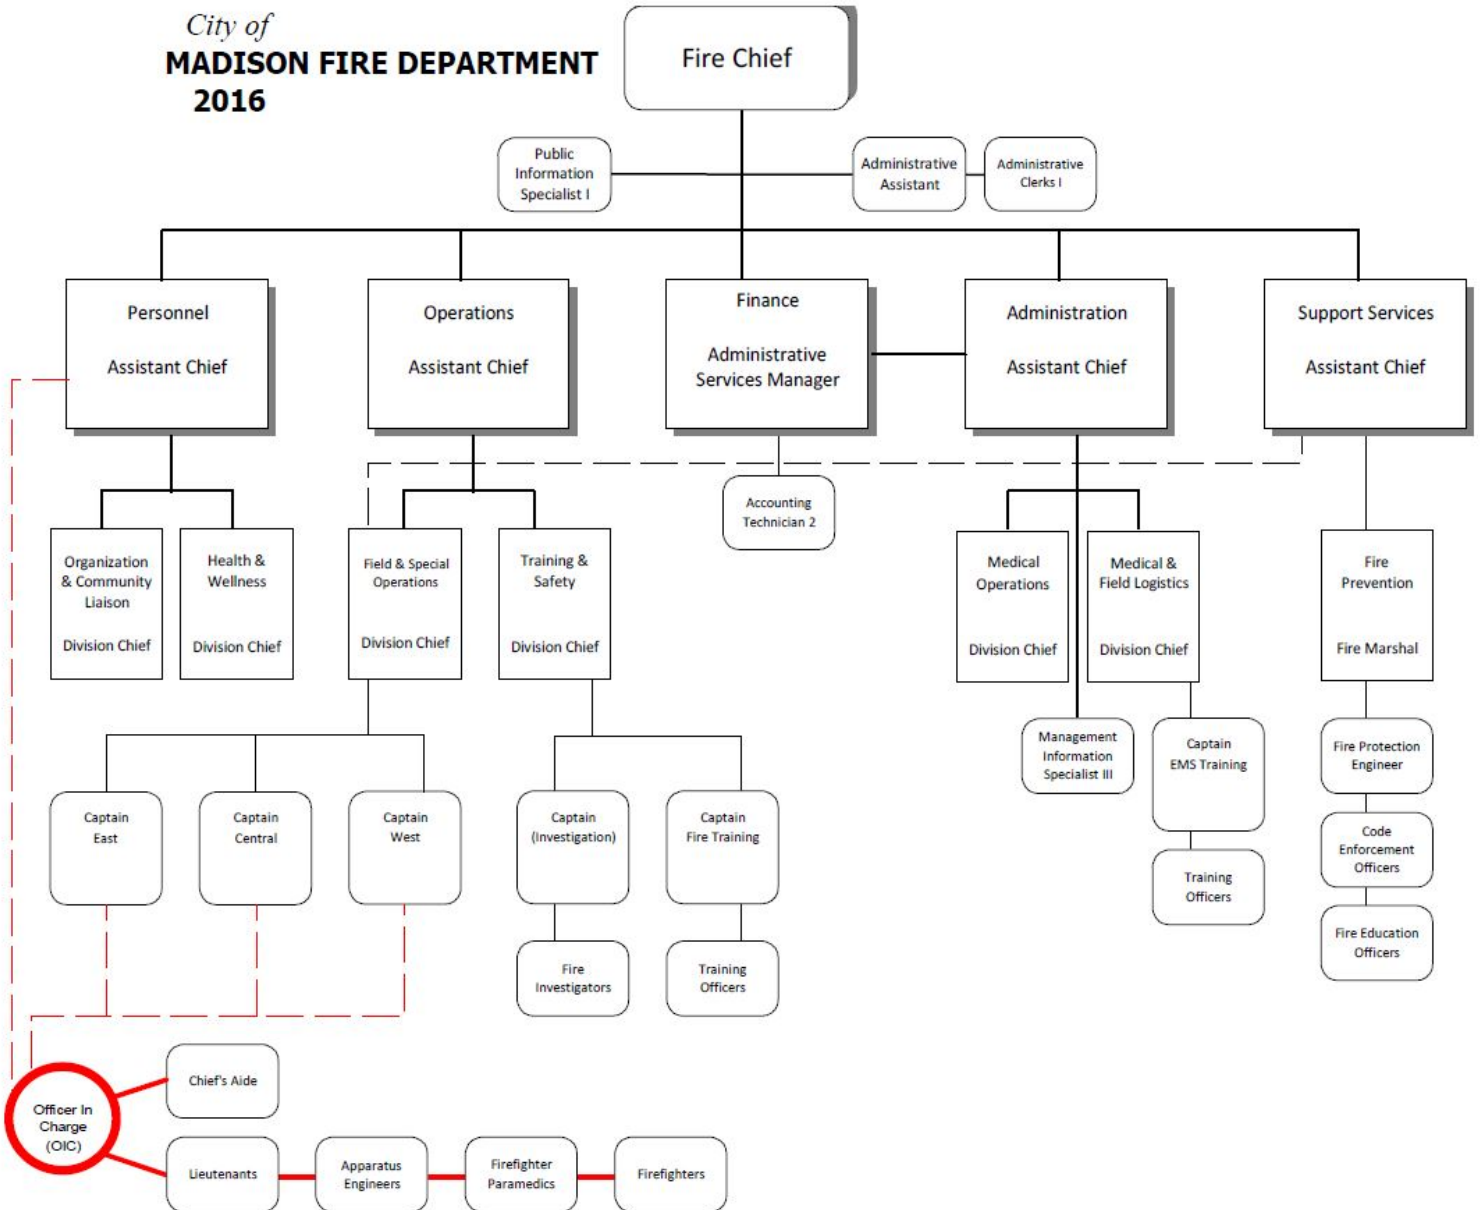 City of
MADISON FIRE DEPARTMENT
2016
Fire Chief
Public
Information
Specialist I
Administrative
Assistant
Administrative
Clerks I
Personnel
Assistant Chief
Operations
Assistant Chief
Finance
Administrative
Services Manager
Administration
Assistant Chief
Support Services
Assistant Chief
Accounting
Technician 2
Organization
& Community
Liaison
Division Chief
Health &
Wellness
Division Chief
Field & Special
Operations
Division Chief
Training &
Safety
Division Chief
Medical
Operations
Division Chief
Medical &
Field Logistics
Division Chief
Fire
Prevention
Fire Marshal
Management
Information
Specialist III
Captain
EMS Training
Fire Protection
Engineer
Captain
East
Captain
Central
Captain
West
Captain
(Investigation)
Captain
Fire Training
Training
Officers
Code
Enforcement
Officers
Fire Education
Officers
Fire
Investigators
Training
Officers
Officer In
Charge
(OIC)
Chief's Aide
Lieutenants
Apparatus
Engineers
Firefighter
Paramedics
Firefighters